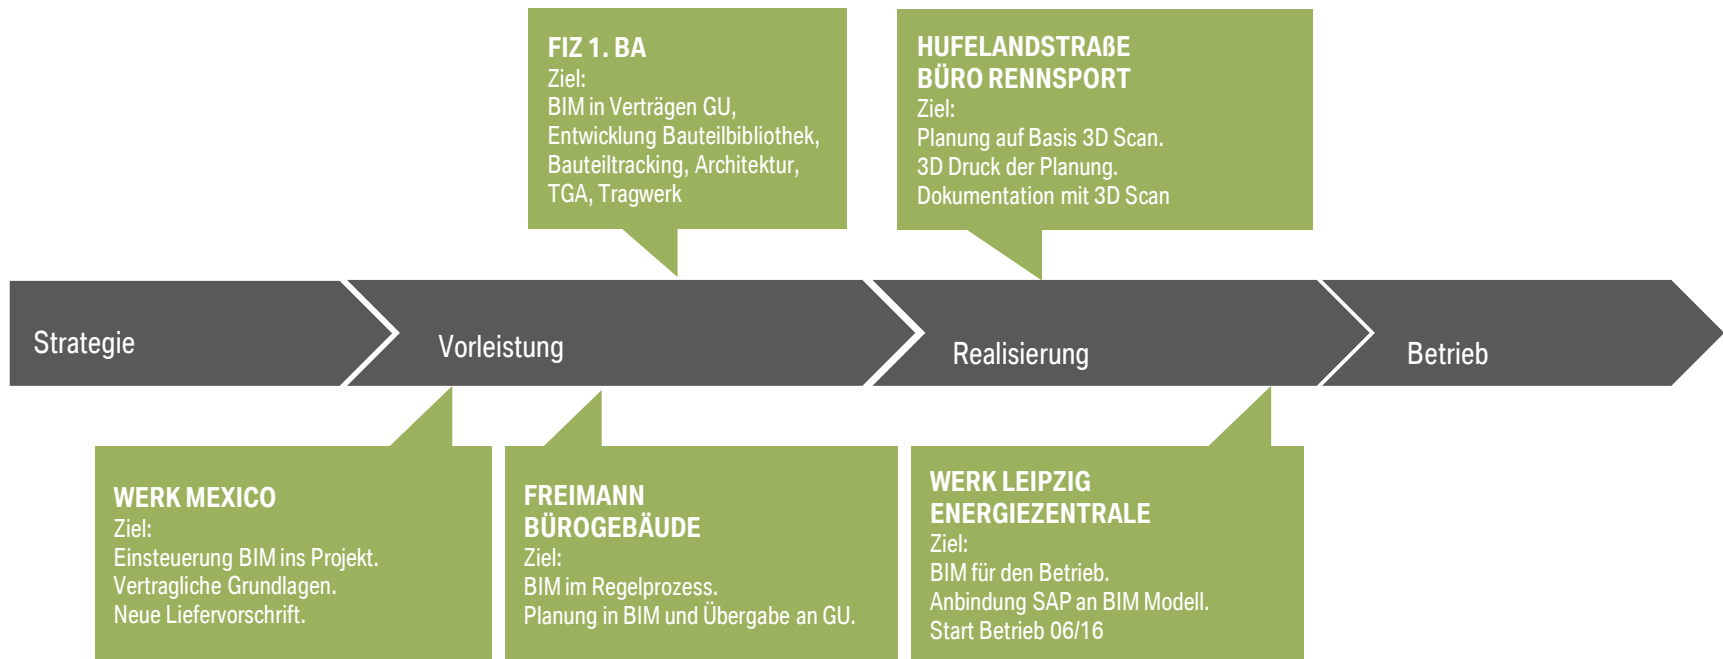 FIZ 1. BA
Ziel:
BIM in Verträgen GU,
Entwicklung Bauteilbibliothek,
Bauteiltracking, Architektur,
TGA, Tragwerk
HUFELANDSTRAßE
BÜRO RENNSPORT
Ziel:
Planung auf Basis 3D Scan.
3D Druck der Planung.
Dokumentation mit 3D Scan
Strategie
Vorleistung
Realisierung
Betrieb
WERK MEXICO
Ziel:
Einsteuerung BIM ins Projekt.
Vertragliche Grundlagen.
Neue Liefervorschrift.
FREIMANN
BÜROGEBÄUDE
Ziel:
BIM im Regelprozess.
Planung in BIM und Übergabe an GU.
WERK LEIPZIG
ENERGIEZENTRALE
Ziel:
BIM für den Betrieb.
Anbindung SAP an BIM Modell.
Start Betrieb 06/16